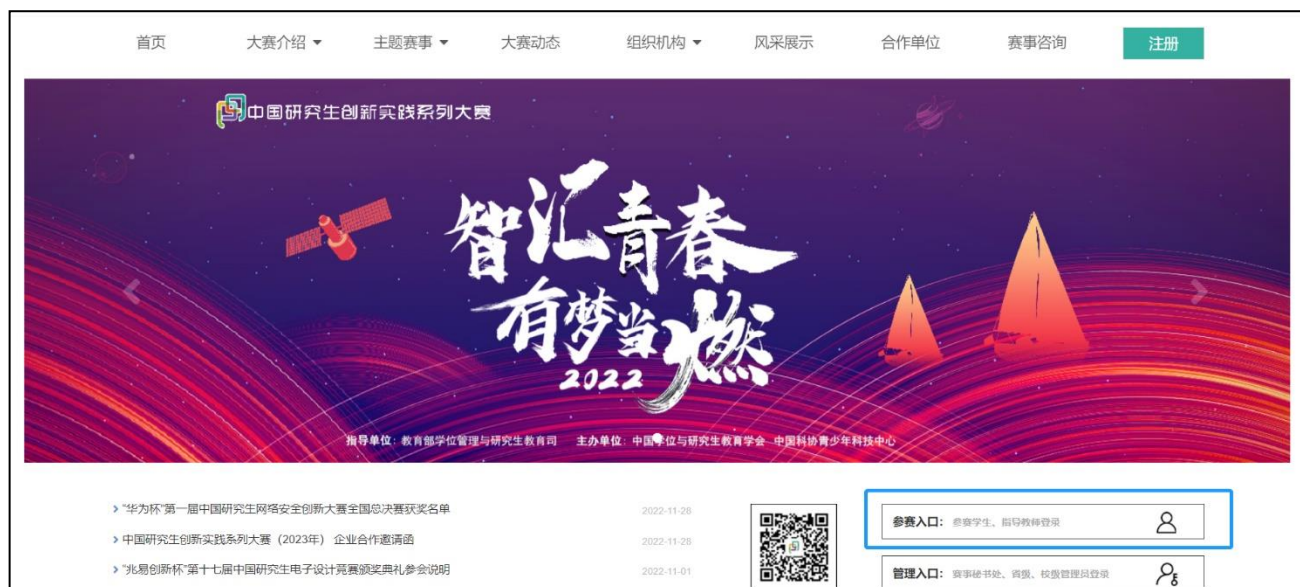 首页 大赛介绍 主题赛事 大赛动态 组织机构 风采展示 合作单位 赛事咨询 注册
中国研究生创新实践系列大赛
智汇青春
有梦当燃
2022
指导单位：教育部学位管理与研究生教育司 主办单位：中国学位与研究生教育学会 中国科协青少年科技中心
"华为杯"第一届中国研究生网络安全创新大赛全国总决赛获奖名单 2022-11-28
中国研究生创新实践系列大赛（2023年） 企业合作邀请函 2022-11-28
"兆易创新杯"第十七届中国研究生电子设计竞赛颁奖典礼参会说明 2022-11-01
参赛入口：参赛学生、指导教师登录
管理入口：赛事秘书处、省级、校级管理员登录